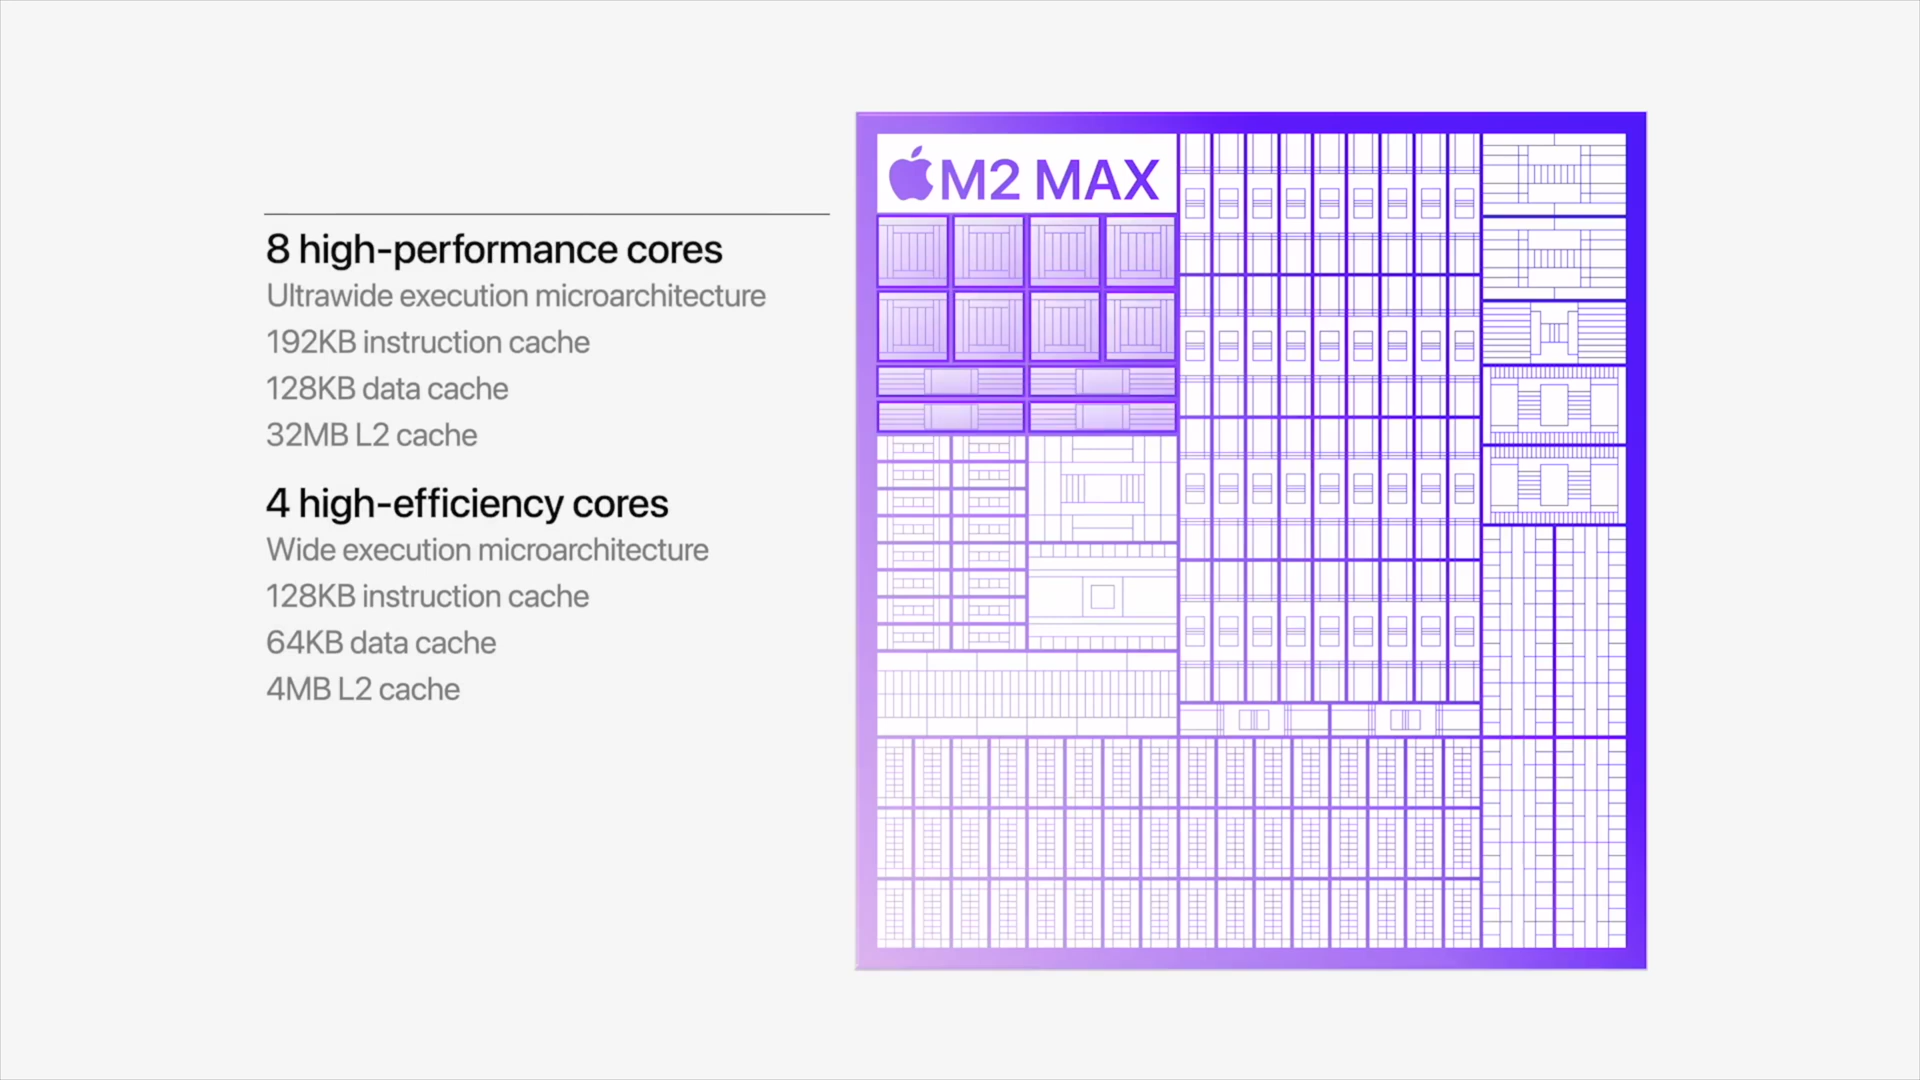 8 high-performance cores
Ultrawide execution microarchitecture
192KB instruction cache
128KB data cache
32MB L2 cache
4 high-efficiency cores
Wide execution microarchitecture
128KB instruction cache
64KB data cache
4MB L2 cache
M2 MAX